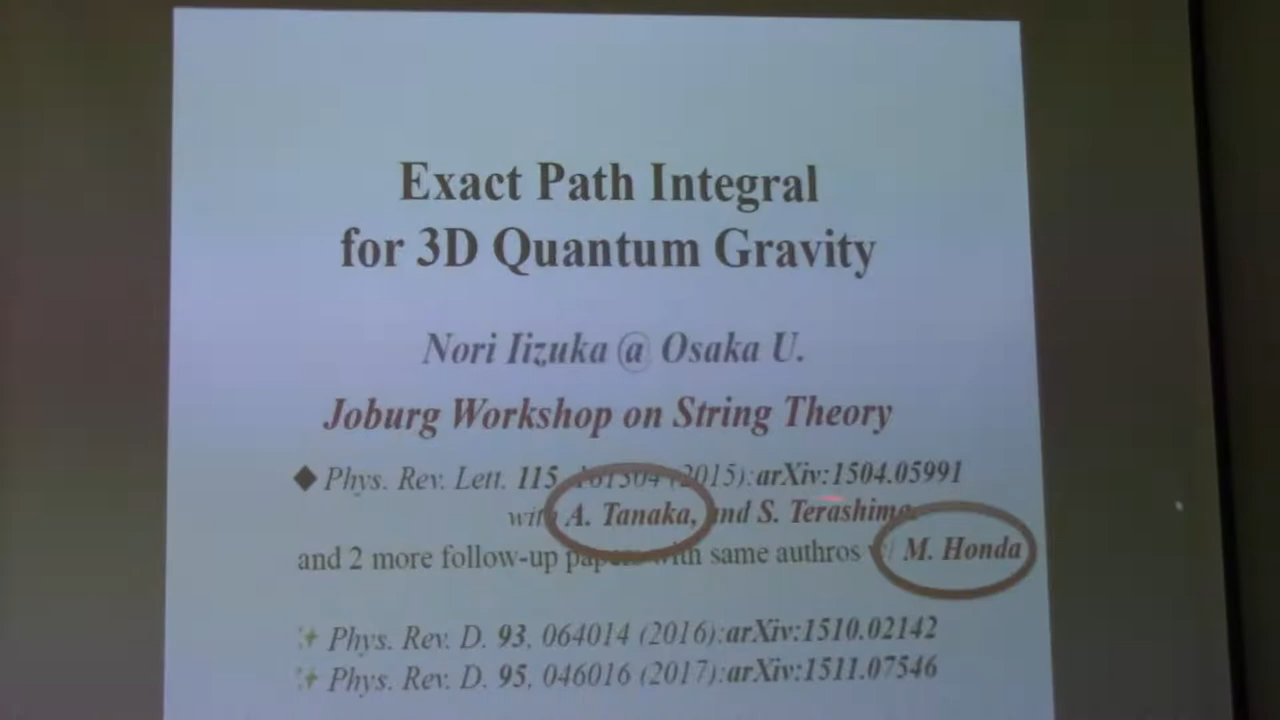 Exact Path Integral
for 3D Quantum Gravity
Nori Iizuka @ Osaka U.
Joburg Workshop on String Theory
Phys. Rev. Lett. 115, (2015):arXiv:1504.05991
with A. Tanaka, and S. Terashima,
and 2 more follow-up papers with same authros M. Honda
Phys. Rev. D. 93, 064014 (2016):arXiv:1510.02142
Phys. Rev. D. 95, 046016 (2017):arXiv:1511.07546